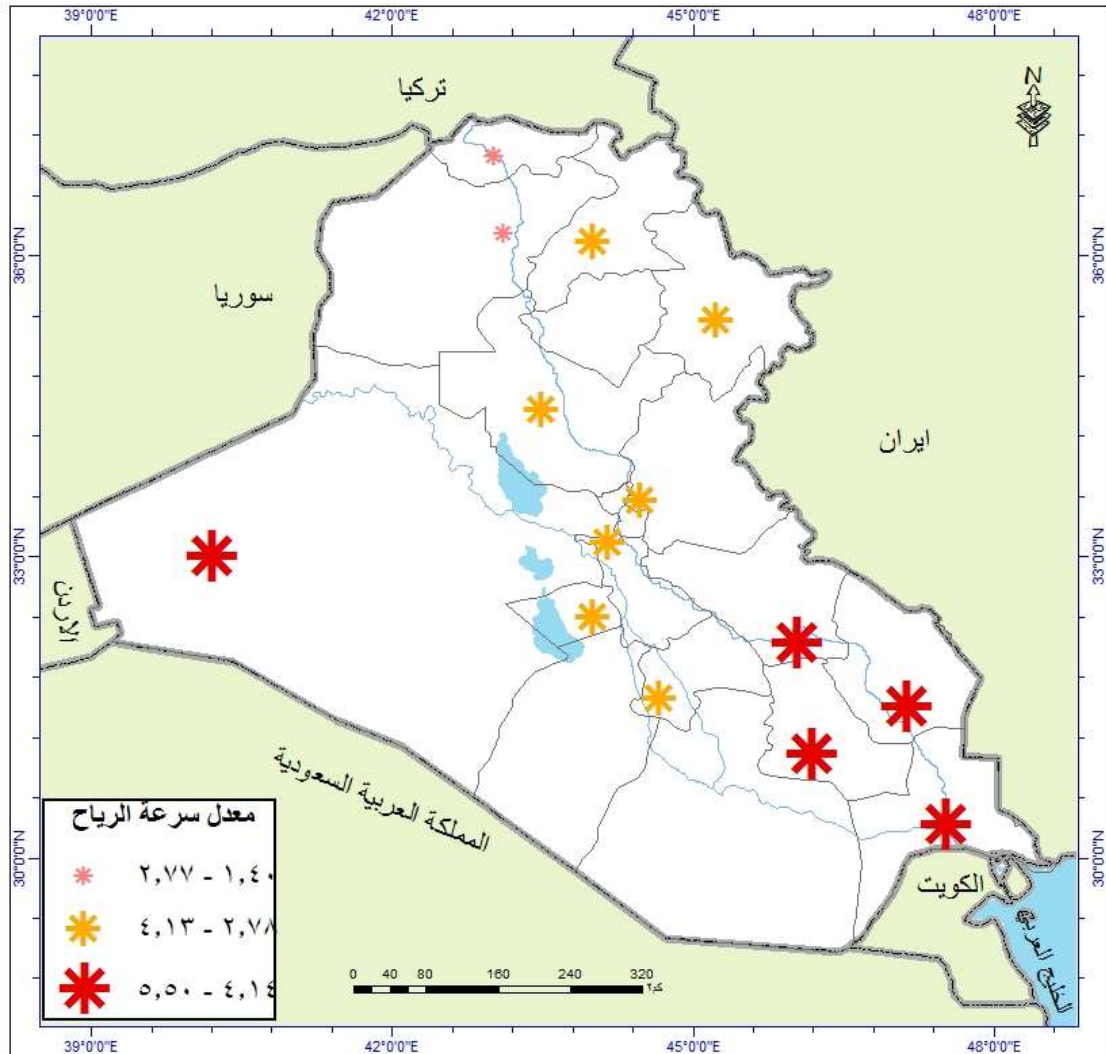 39°0'0"E 42°0'0"E 45°0'0"E 48°0'0"E
N
تركيا
36°0'0"N 36°0'0"N
سوريا
ايران
33°0'0"N 33°0'0"N
الاردن
المملكة العربية السعودية
معدل سرعة الرياح
١,٤٠ - ٢,٧٧
٢,٧٨ - ٤,١٣
٤,١٤ - ٥,٥٠
30°0'0"N 30°0'0"N
الكويت
الخليج العربي
0 40 80 160 240 320
كم٢
39°0'0"E 42°0'0"E 45°0'0"E 48°0'0"E